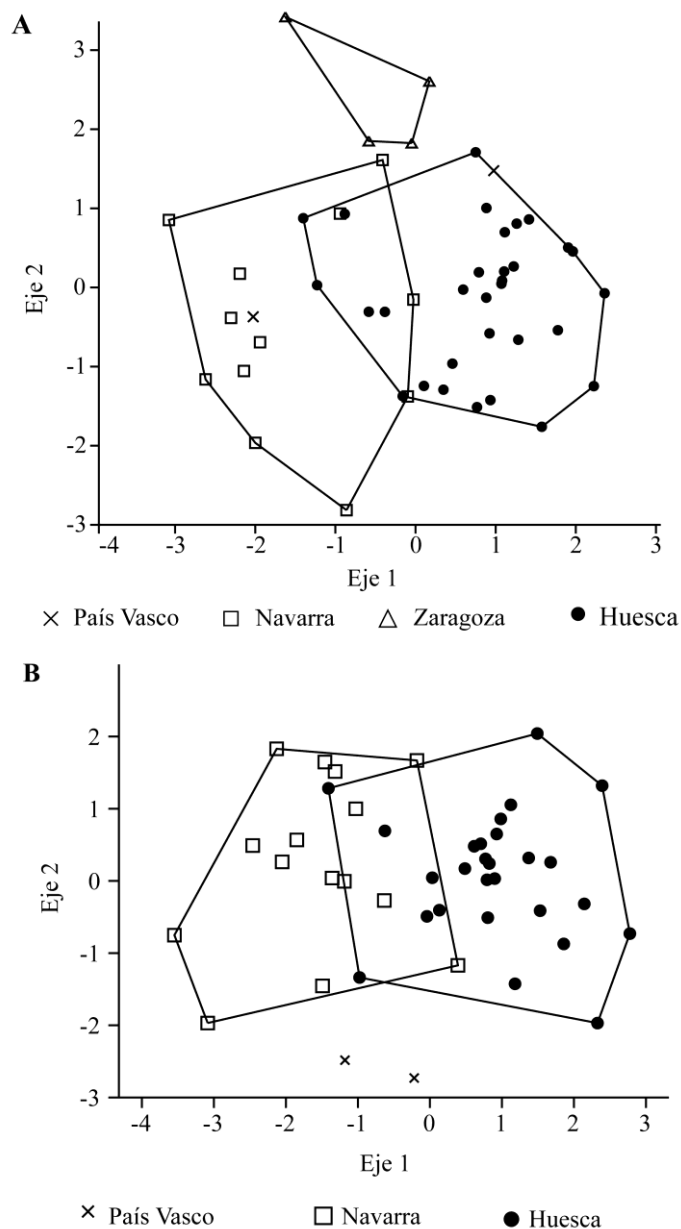 A
3
2
1
0
-1
-2
-3
Eje 2
-4 -3 -2 -1 0 1 2 3
Eje 1
× País Vasco □ Navarra △ Zaragoza ● Huesca
B
2
1
0
-1
-2
-3
Eje 2
-4 -3 -2 -1 0 1 2 3
Eje 1
× País Vasco □ Navarra ● Huesca